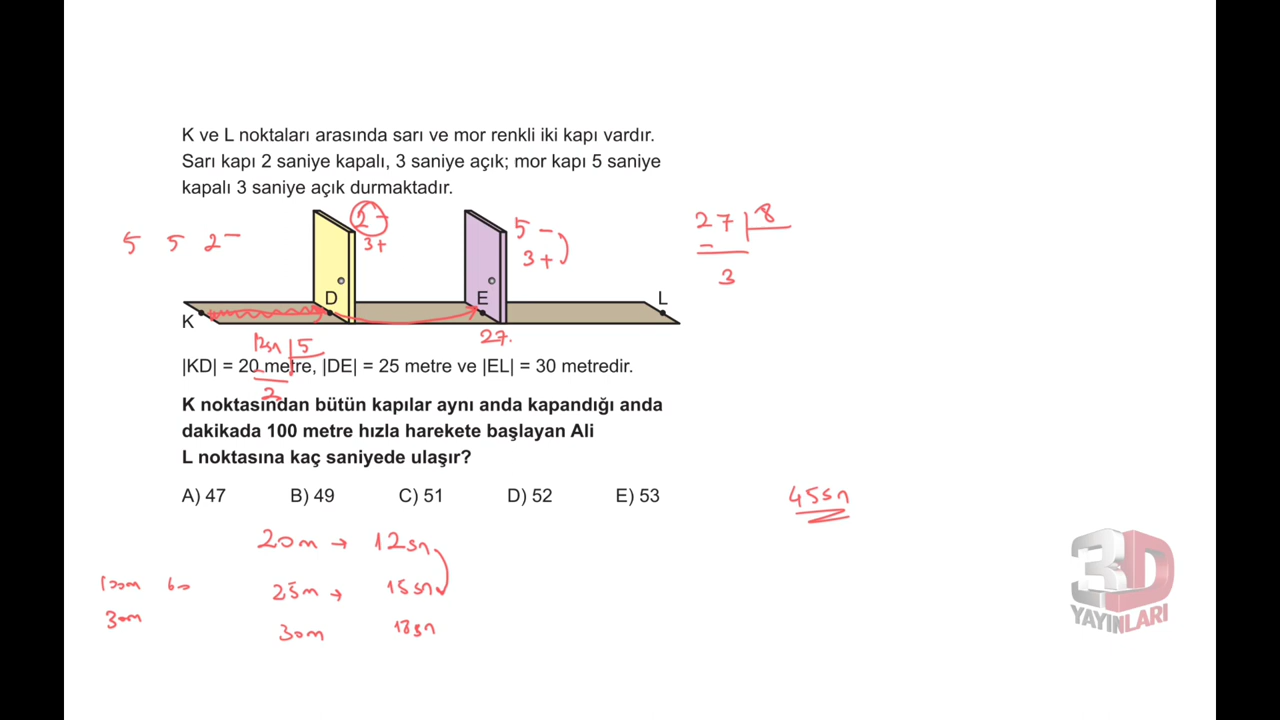 K ve L noktaları arasında sarı ve mor renkli iki kapı vardır.
Sarı kapı 2 saniye kapalı, 3 saniye açık; mor kapı 5 saniye
kapalı 3 saniye açık durmaktadır.
5 5 2-
2-
3+
5 -
3 +
27 8
-
3
D
E
L
K
27.
12sn 5
-
2
|KD| = 20 metre, |DE| = 25 metre ve |EL| = 30 metredir.
K noktasından bütün kapılar aynı anda kapandığı anda
dakikada 100 metre hızla harekete başlayan Ali
L noktasına kaç saniyede ulaşır?
A) 47 B) 49 C) 51 D) 52 E) 53
45sn
20m → 12sn
100m 60 25m → 15sn
30m
30m 18sn
3D
YAYINLARI